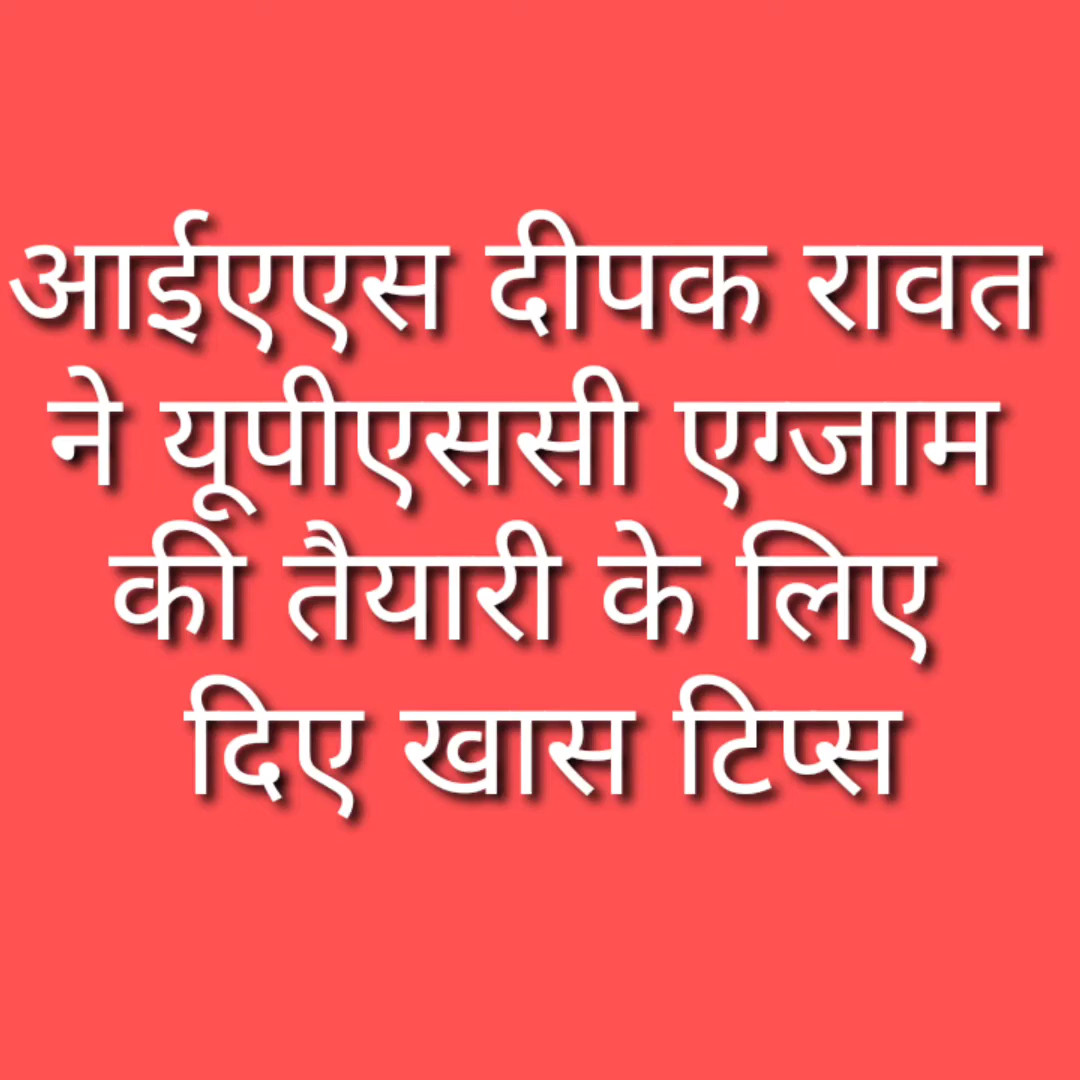 आईएएस दीपक रावत
ने यूपीएससी एग्जाम
की तैयारी के लिए
दिए खास टिप्स